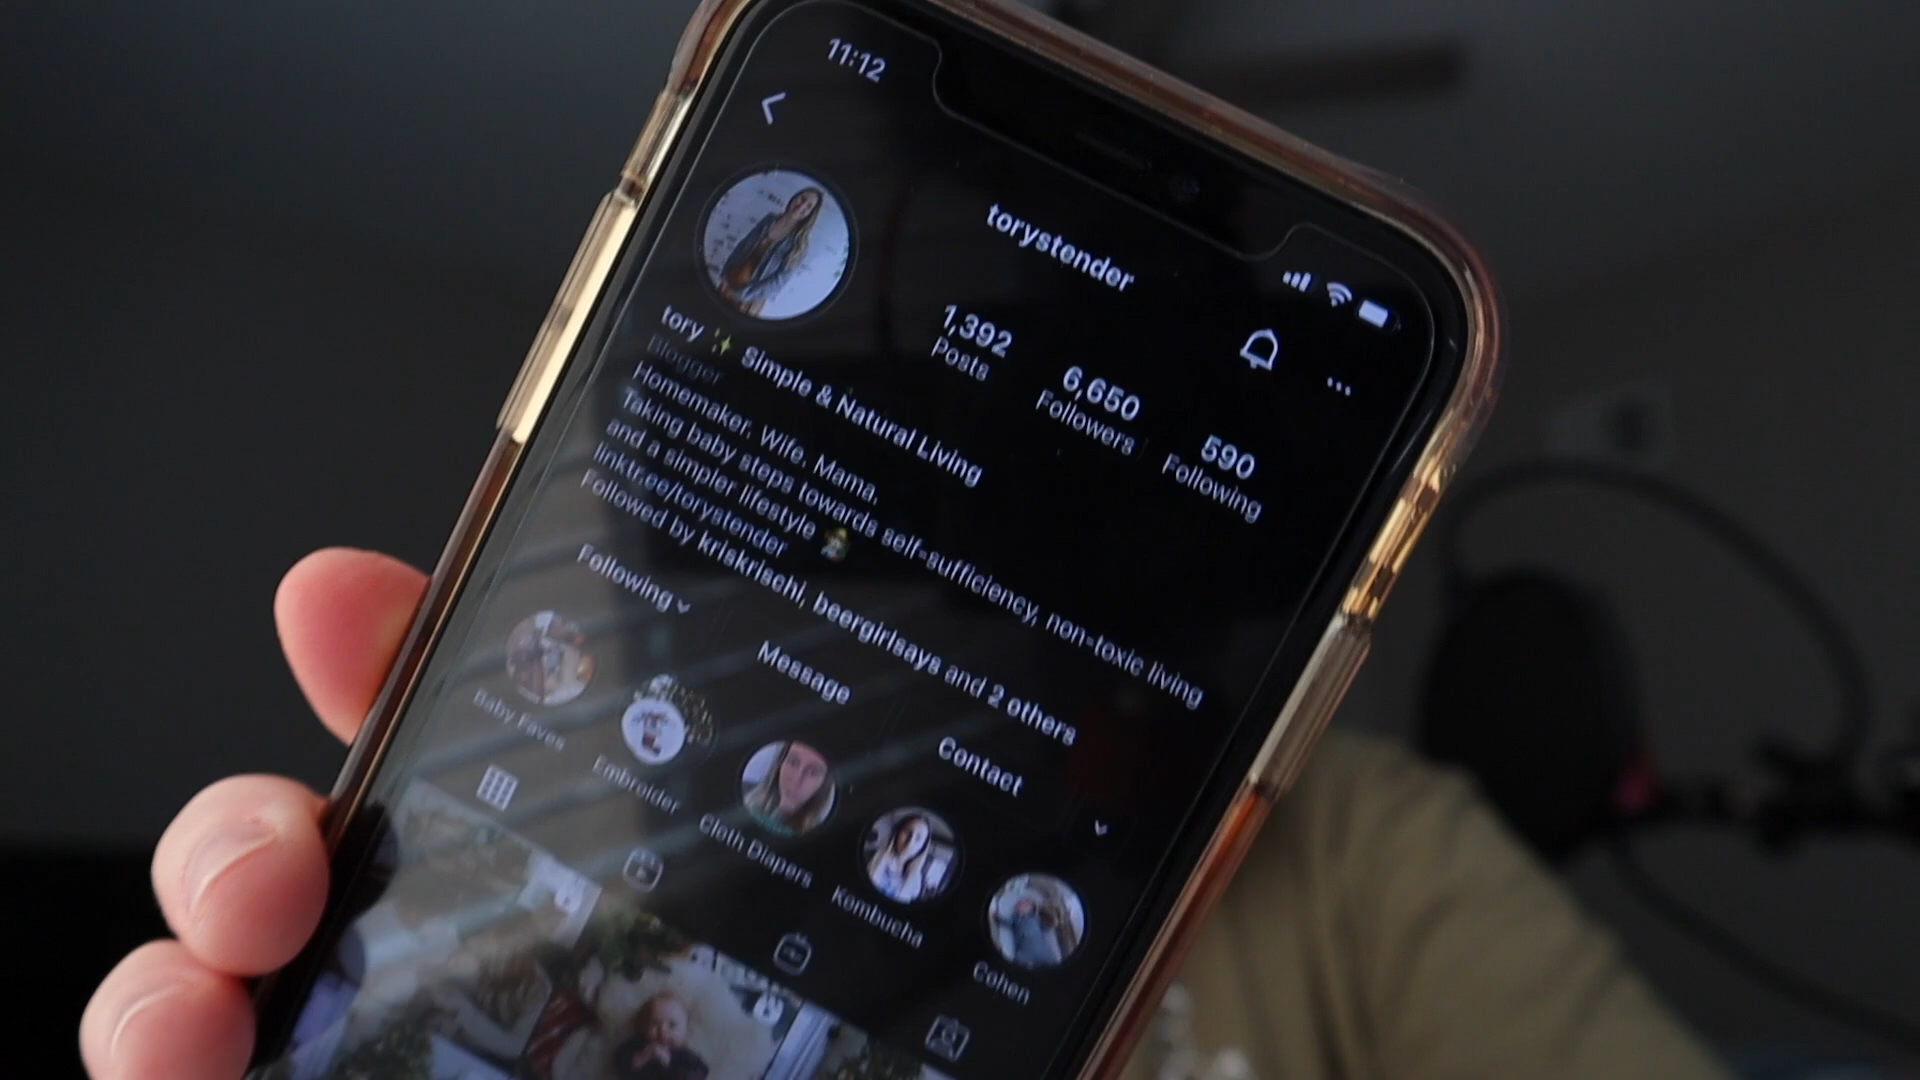 11:12
torystender
1,392
Posts
6,650
Followers
590
Following
tory ✨ Simple & Natural Living
Blogger
Homemaker. Wife. Mama.
Taking baby steps towards self-sufficiency, non-toxic living
and a simpler lifestyle
linktr.ee/torystender
Followed by kriskrischi, beergirlsays and 2 others
Following
Message
Contact
Baby Faves
Embroider
Cloth Diapers
Kombucha
Cohen